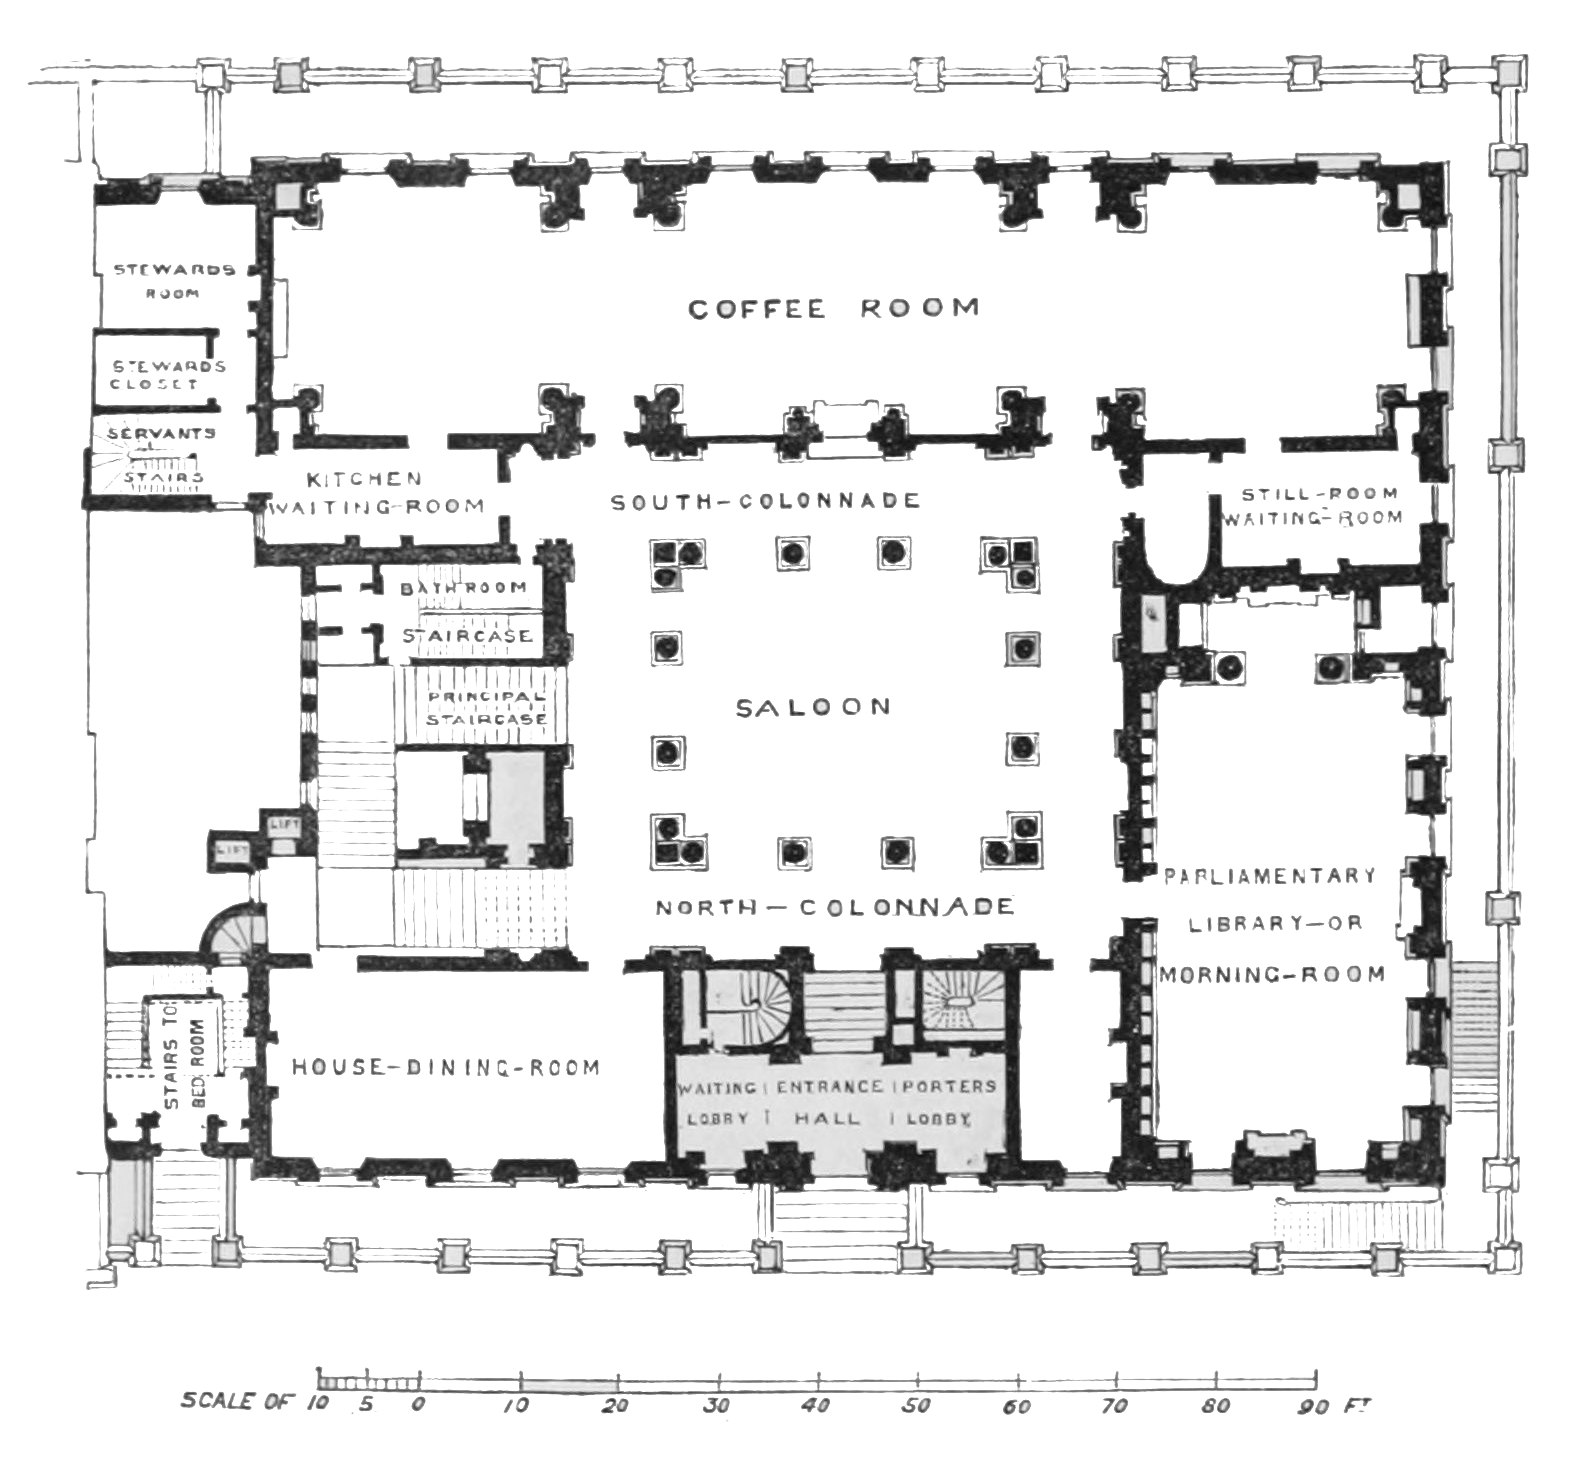 STEWARDS
ROOM
COFFEE ROOM
STEWARDS
CLOSET
SERVANTS
STAIRS
KITCHEN
WAITING-ROOM
SOUTH-COLONNADE
STILL-ROOM
WAITING-ROOM
BATH ROOM
STAIRCASE
PRINCIPAL
STAIRCASE
SALOON
LIFT
LIFT
NORTH-COLONNADE
PARLIAMENTARY
LIBRARY-OR
MORNING-ROOM
STAIRS TO
BED ROOM
HOUSE-DINING-ROOM
WAITING
LOBBY
ENTRANCE
HALL
PORTERS
LOBBY
SCALE OF 10 5 0 10 20 30 40 50 60 70 80 90 FT